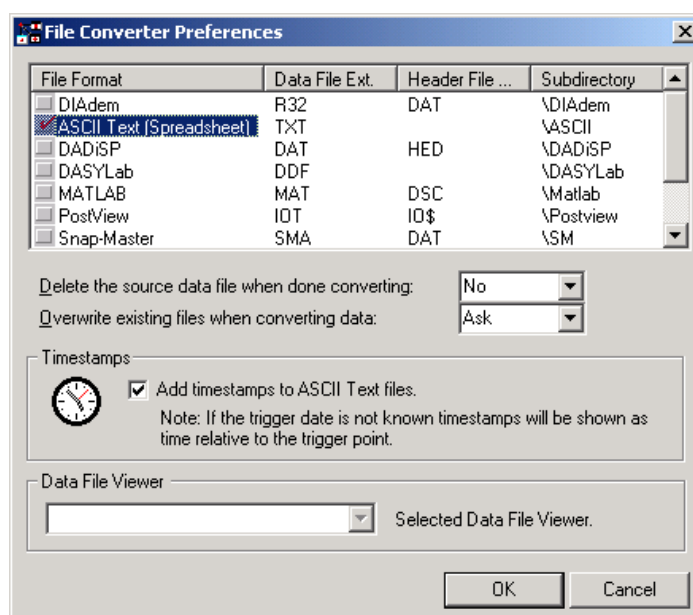 File Converter Preferences
File Format Data File Ext. Header File ... Subdirectory
DIAdem R32 DAT \DIAdem
ASCII Text (Spreadsheet) TXT \ASCII
DADiSP DAT HED \DADiSP
DASYLab DDF \DASYLab
MATLAB MAT DSC \Matlab
PostView IOT IO$ \Postview
Snap-Master SMA DAT \SM
Delete the source data file when done converting: No
Overwrite existing files when converting data: Ask
Timestamps
Add timestamps to ASCII Text files.
Note: If the trigger date is not known timestamps will be shown as
time relative to the trigger point.
Data File Viewer
Selected Data File Viewer.
OK Cancel